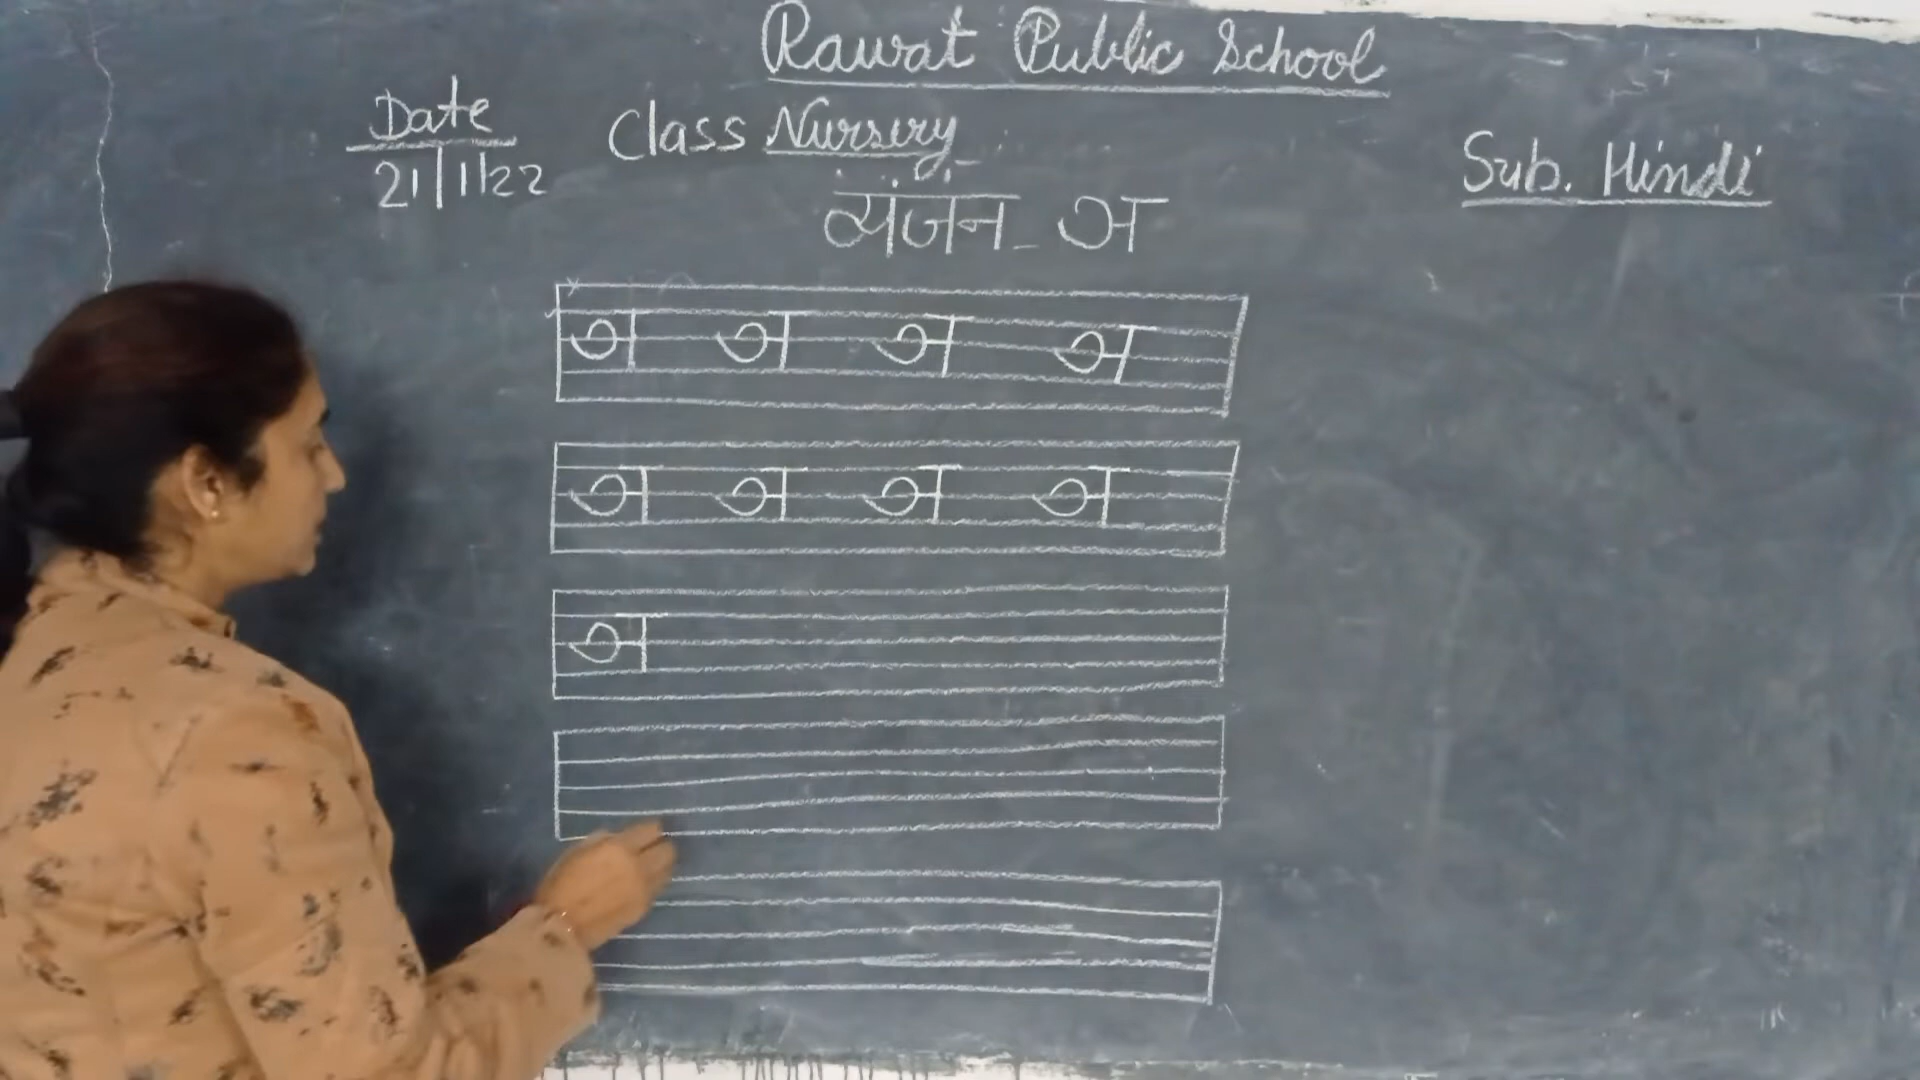 Rawat Public School
Date
21/1/22
Class Nursery
Sub. Hindi
व्यंजन - ज
ज ज ज ज
ज ज ज ज
ज